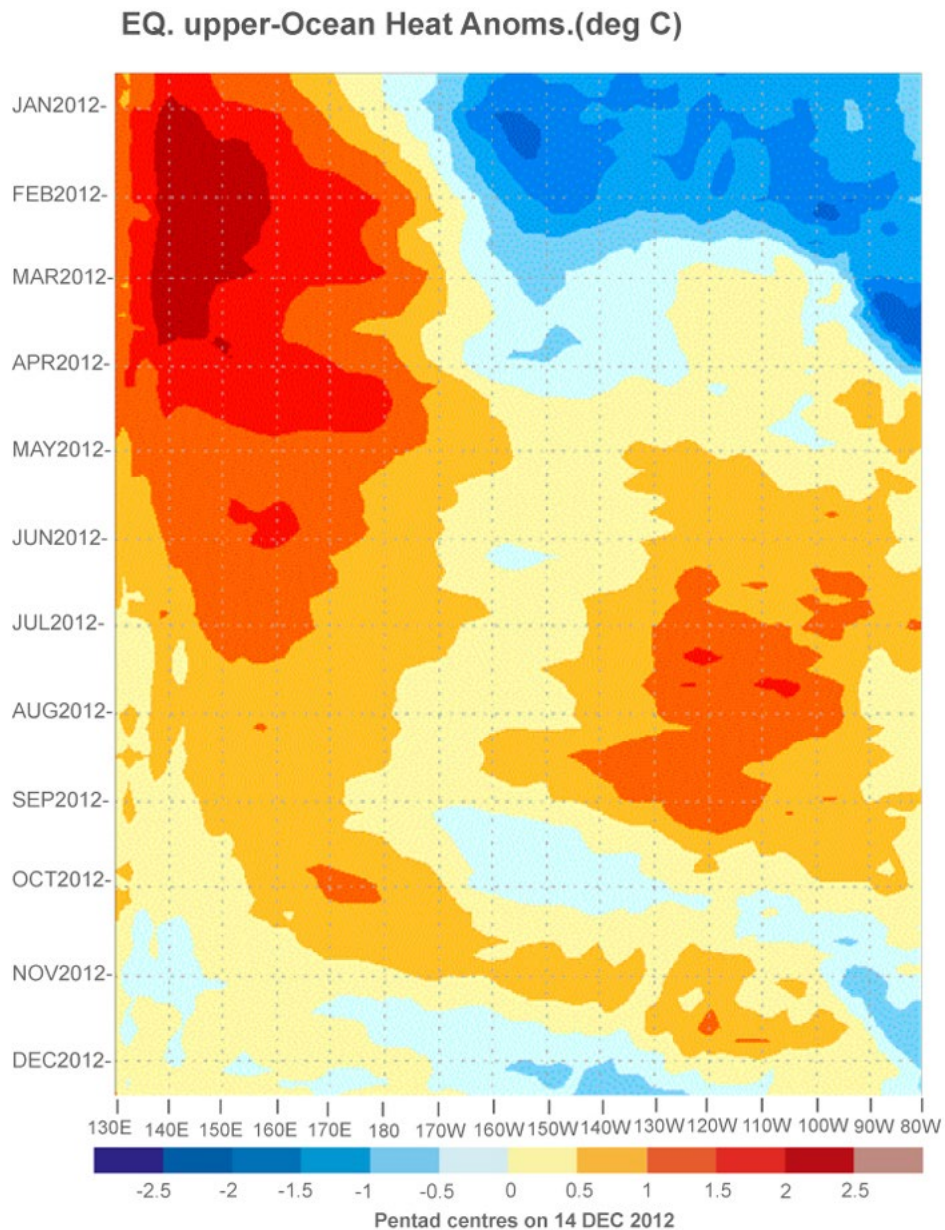 EQ. upper-Ocean Heat Anoms.(deg C)
JAN2012-
FEB2012-
MAR2012-
APR2012-
MAY2012-
JUN2012-
JUL2012-
AUG2012-
SEP2012-
OCT2012-
NOV2012-
DEC2012-
130E 140E 150E 160E 170E 180 170W 160W 150W 140W 130W 120W 110W 100W 90W 80W
-2.5 -2 -1.5 -1 -0.5 0 0.5 1 1.5 2 2.5
Pentad centres on 14 DEC 2012